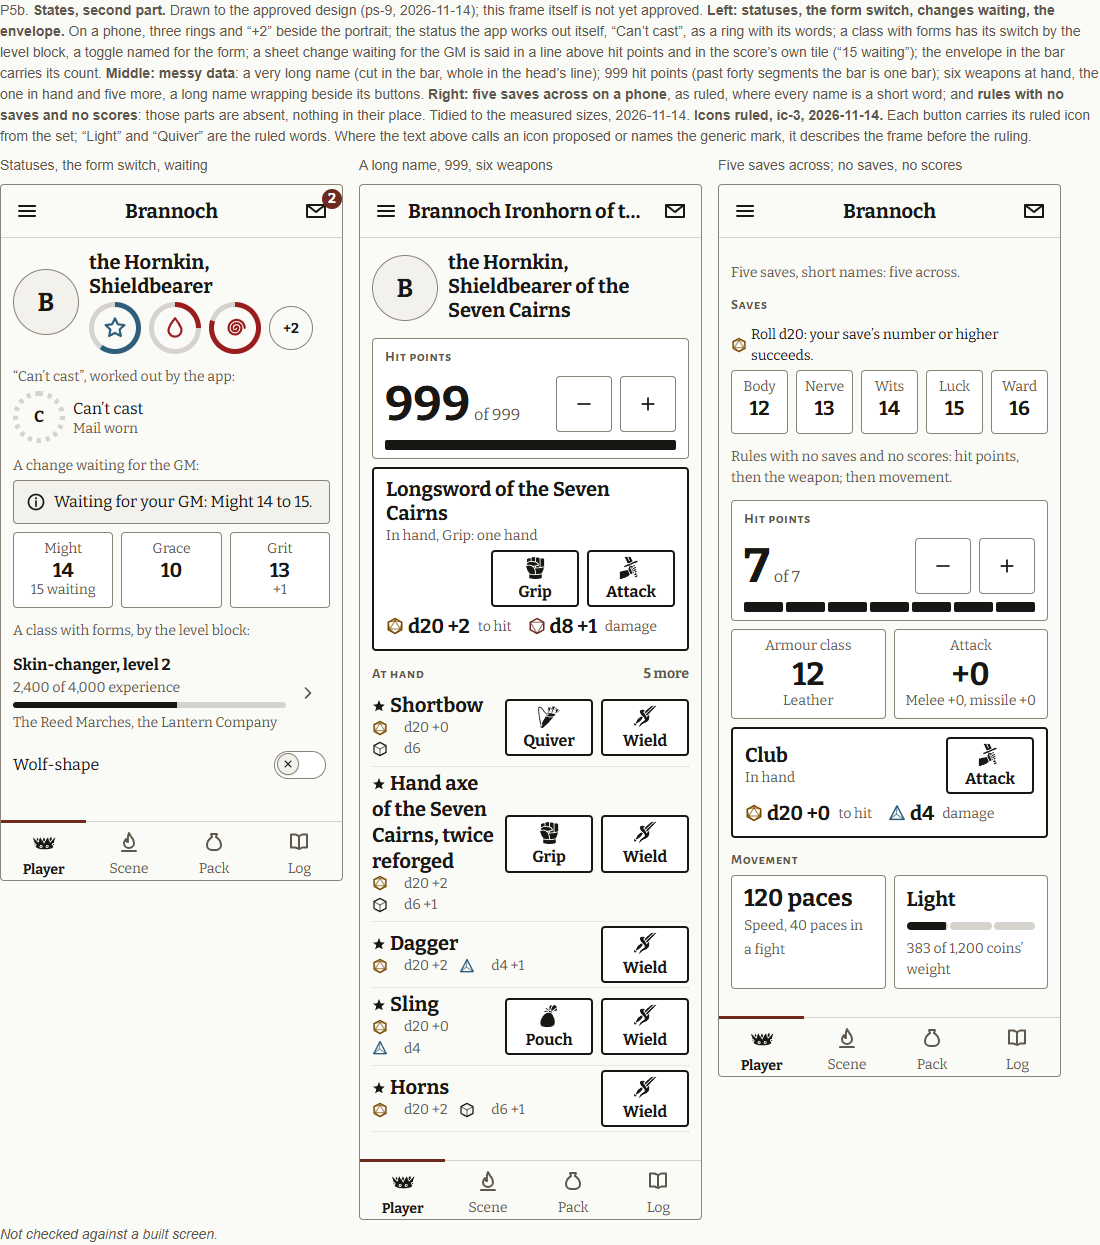 P5b. States, second part. Drawn to the approved design (ps-9, 2026-11-14); this frame itself is not yet approved. Left: statuses, the form switch, changes waiting, the
envelope. On a phone, three rings and “+2” beside the portrait; the status the app works out itself, “Can’t cast”, as a ring with its words; a class with forms has its switch by the
level block, a toggle named for the form; a sheet change waiting for the GM is said in a line above hit points and in the score’s own tile (“15 waiting”); the envelope in the bar
carries its count. Middle: messy data: a very long name (cut in the bar, whole in the head’s line); 999 hit points (past forty segments the bar is one bar); six weapons at hand, the
one in hand and five more, a long name wrapping beside its buttons. Right: five saves across on a phone, as ruled, where every name is a short word; and rules with no
saves and no scores: those parts are absent, nothing in their place. Tidied to the measured sizes, 2026-11-14. Icons ruled, ic-3, 2026-11-14. Each button carries its ruled icon
from the set; “Light” and “Quiver” are the ruled words. Where the text above calls an icon proposed or names the generic mark, it describes the frame before the ruling.
Statuses, the form switch, waiting
Brannoch
2
B
the Hornkin,
Shieldbearer
+2
“Can’t cast”, worked out by the app:
C
Can’t cast
Mail worn
A change waiting for the GM:
Waiting for your GM: Might 14 to 15.
Might
14
15 waiting
Grace
10
Grit
13
+1
A class with forms, by the level block:
Skin-changer, level 2
2,400 of 4,000 experience
The Reed Marches, the Lantern Company
Wolf-shape
Player
Scene
Pack
Log
A long name, 999, six weapons
Brannoch Ironhorn of t...
B
the Hornkin,
Shieldbearer of the
Seven Cairns
Hit points
999 of 999
−
+
Longsword of the Seven
Cairns
In hand, Grip: one hand
Grip
Attack
d20 +2 to hit d8 +1 damage
At hand
5 more
Shortbow
d20 +0
d6
Quiver
Wield
Hand axe
of the Seven
Cairns, twice
reforged
d20 +2
d6 +1
Grip
Wield
Dagger
d20 +2 d4 +1
Wield
Sling
d20 +0
d4
Pouch
Wield
Horns
d20 +2 d6 +1
Wield
Player
Scene
Pack
Log
Five saves across; no saves, no scores
Brannoch
Five saves, short names: five across.
Saves
Roll d20: your save’s number or higher
succeeds.
Body
12
Nerve
13
Wits
14
Luck
15
Ward
16
Rules with no saves and no scores: hit points,
then the weapon; then movement.
Hit points
7 of 7
−
+
Armour class
12
Leather
Attack
+0
Melee +0, missile +0
Club
In hand
Attack
d20 +0 to hit d4 damage
Movement
120 paces
Speed, 40 paces in
a fight
Light
383 of 1,200 coins’
weight
Player
Scene
Pack
Log
Not checked against a built screen.